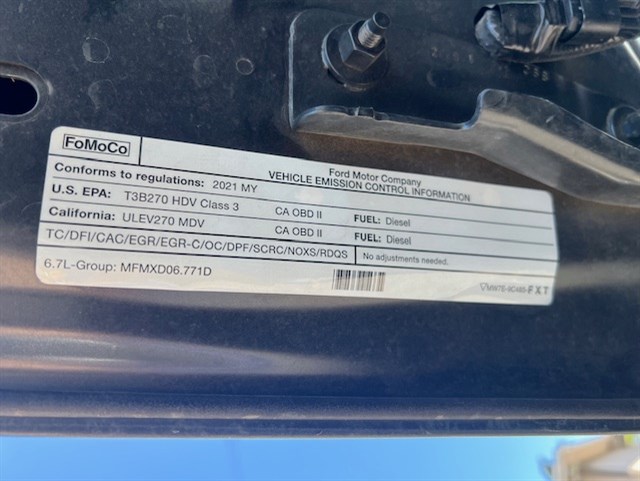 FoMoCo
Ford Motor Company
VEHICLE EMISSION CONTROL INFORMATION
Conforms to regulations: 2021 MY
U.S. EPA: T3B270 HDV Class 3 CA OBD II FUEL: Diesel
California: ULEV270 MDV CA OBD II FUEL: Diesel
TC/DFI/CAC/EGR/EGR-C/OC/DPF/SCRC/NOXS/RDQS No adjustments needed.
6.7L-Group: MFMXD06.771D
FXT